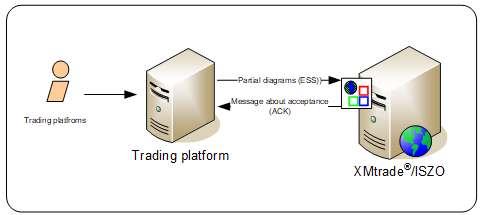 Partial diagrams (ESS))
Message about acceptance
(ACK)
Trading platfroms
Trading platform
XMtrade®/ISZO